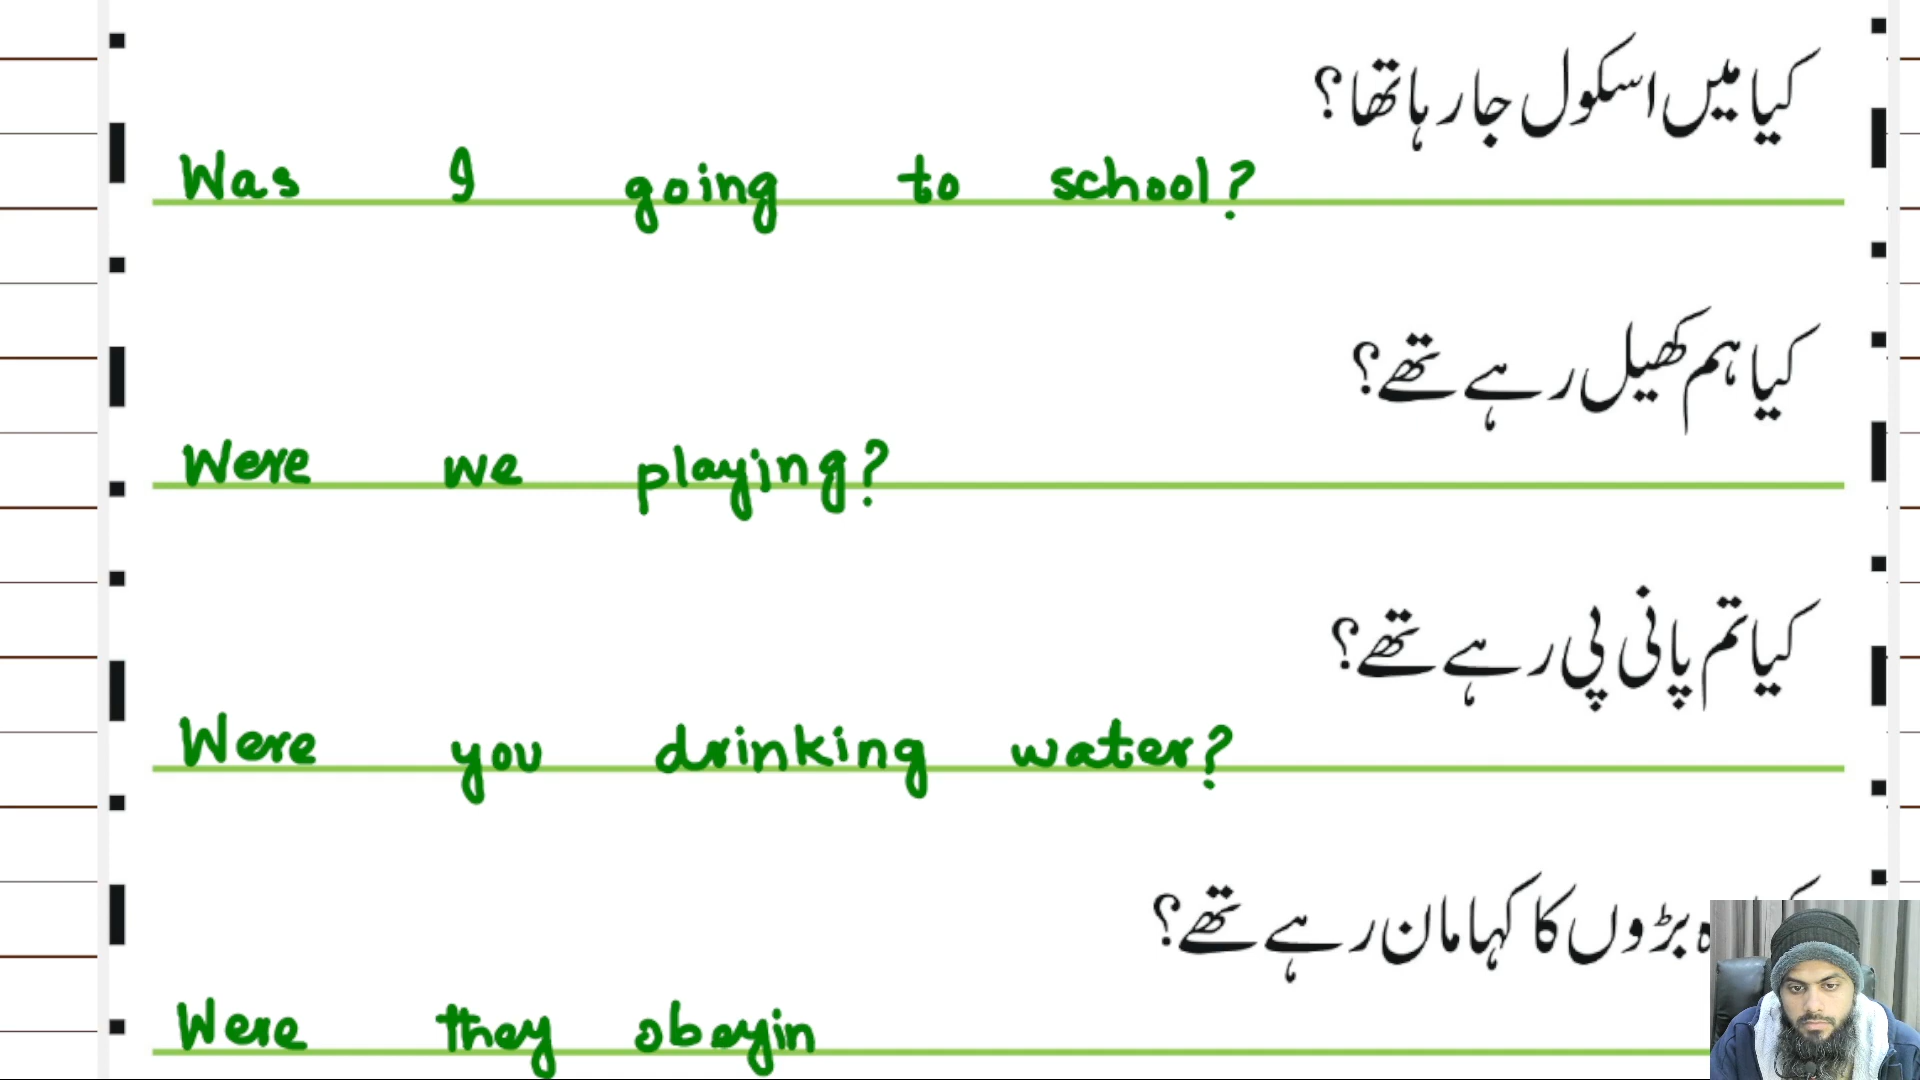 کیا میں اسکول جا رہا تھا؟
Was I going to school?
کیا ہم کھیل رہے تھے؟
Were we playing?
کیا تم پانی پی رہے تھے؟
Were you drinking water?
بڑوں کا کہا مان رہے تھے؟
Were they obeyin